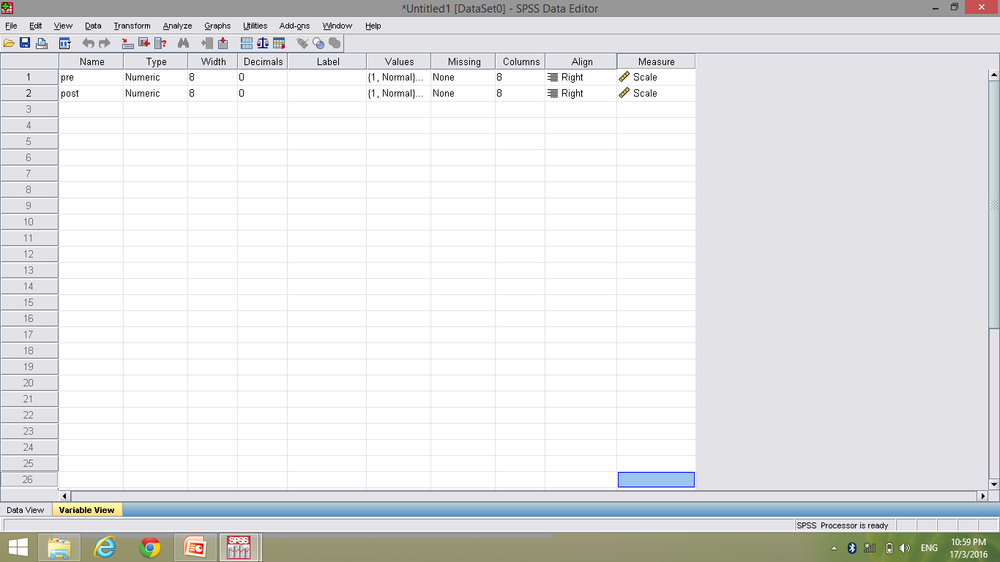 *Untitled1 [DataSet0] - SPSS Data Editor
File Edit View Data Transform Analyze Graphs Utilities Add-ons Window Help
Name Type Width Decimals Label Values Missing Columns Align Measure
1 pre Numeric 8 0 {1, Normal}... None 8 Right Scale
2 post Numeric 8 0 {1, Normal}... None 8 Right Scale
3
4
5
6
7
8
9
10
11
12
13
14
15
16
17
18
19
20
21
22
23
24
25
26
Data View Variable View
SPSS Processor is ready
SPSS
ENG
10:59 PM
17/3/2016